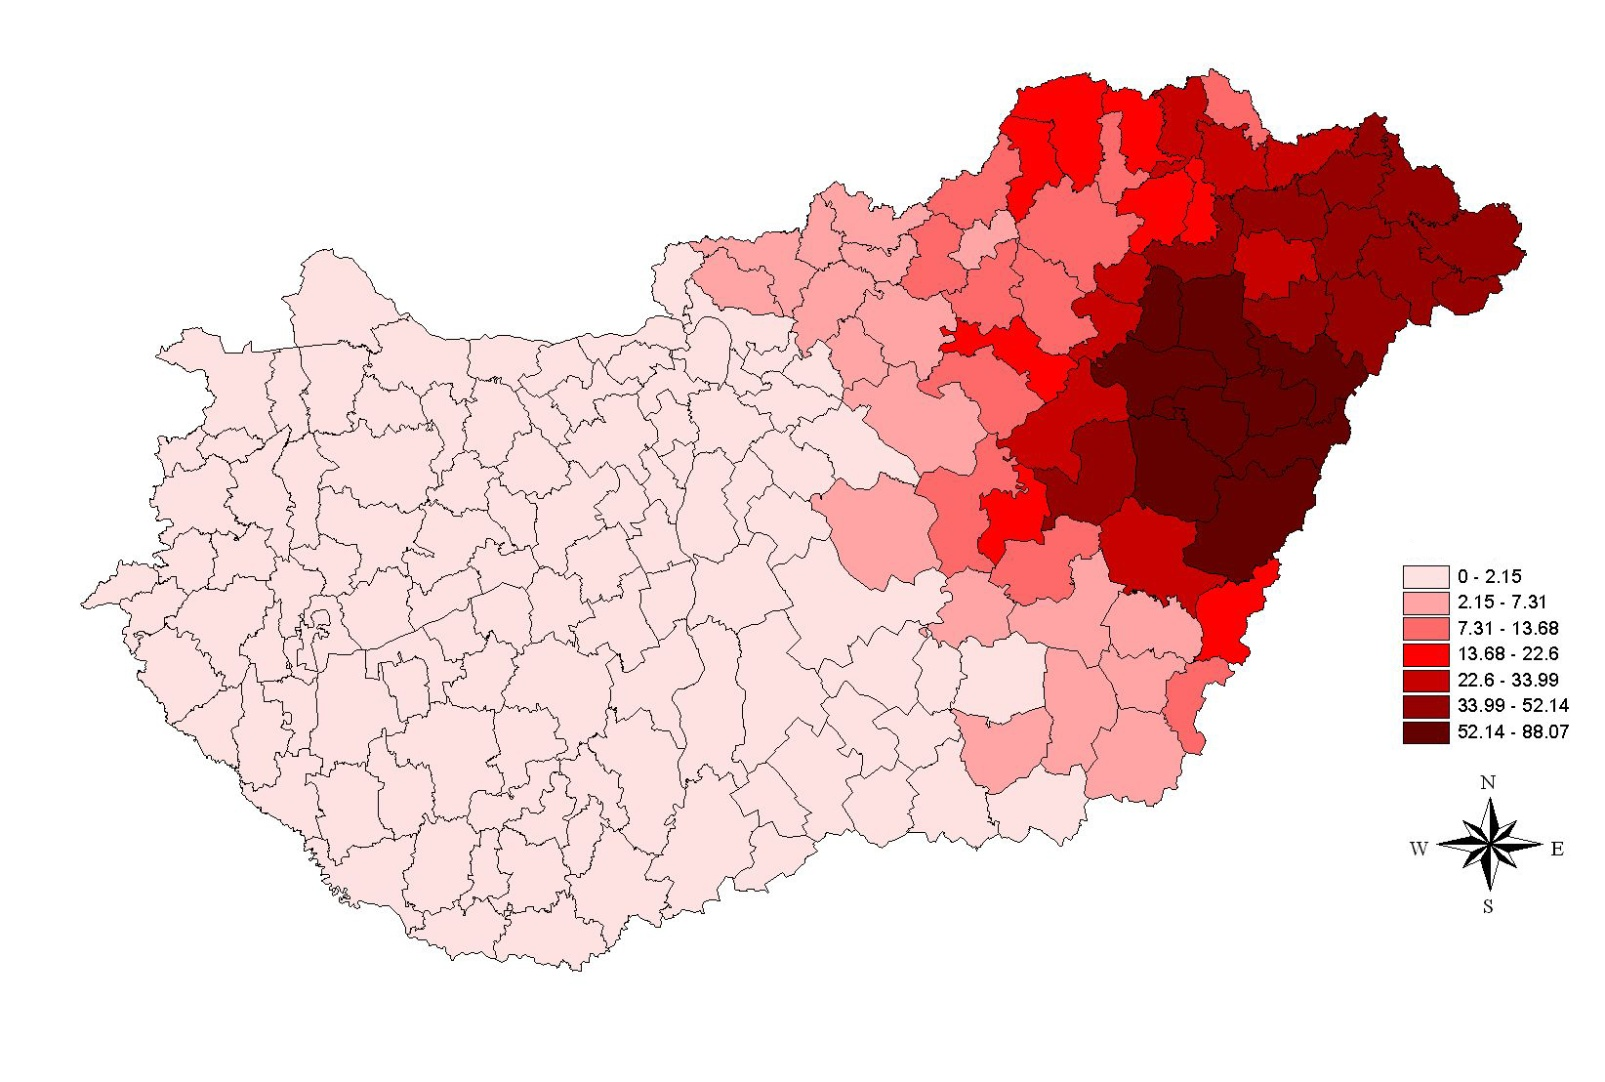 0 - 2.15
2.15 - 7.31
7.31 - 13.68
13.68 - 22.6
22.6 - 33.99
33.99 - 52.14
52.14 - 88.07
N
W E
S